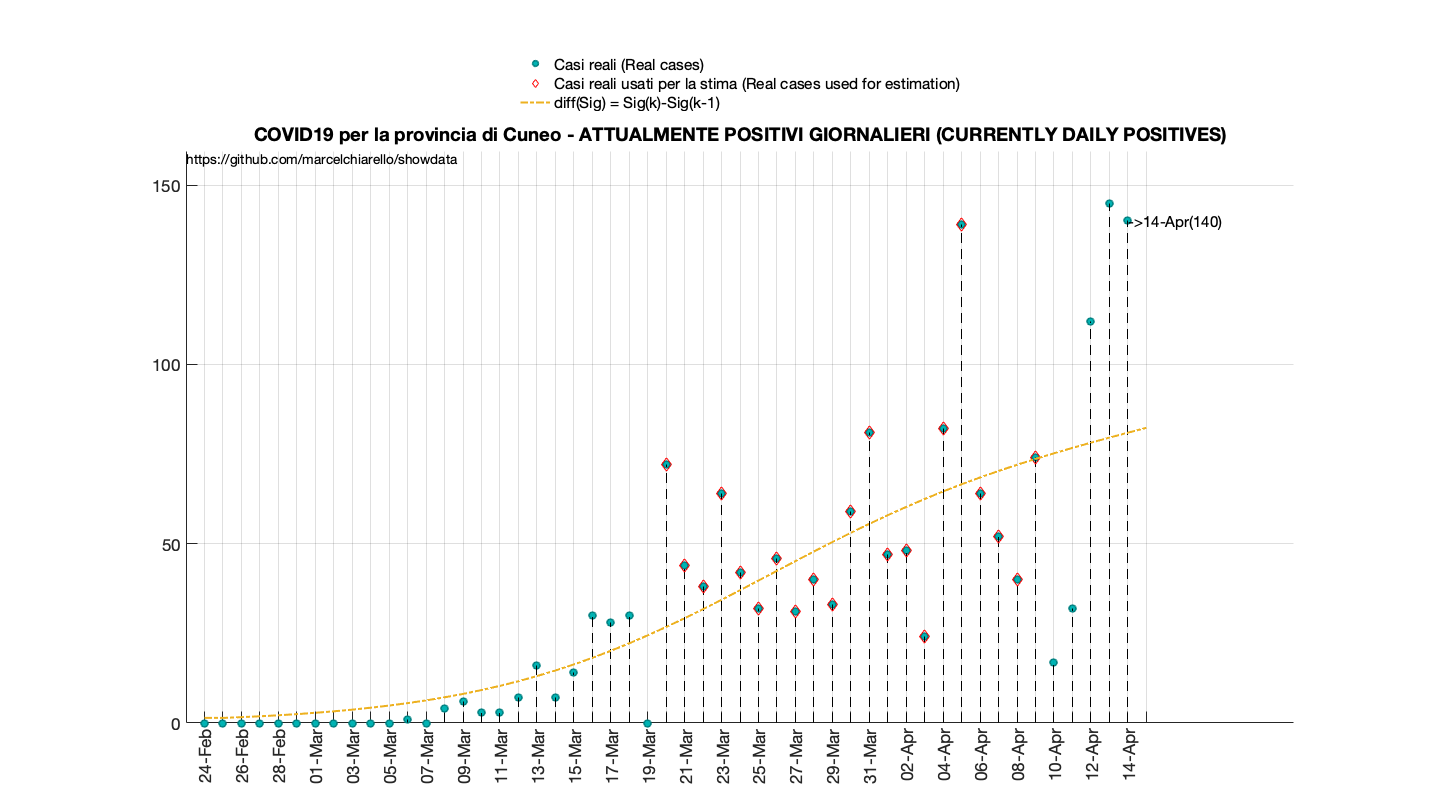 Casi reali (Real cases)
Casi reali usati per la stima (Real cases used for estimation)
diff(Sig) = Sig(k)-Sig(k-1)
COVID19 per la provincia di Cuneo - ATTUALMENTE POSITIVI GIORNALIERI (CURRENTLY DAILY POSITIVES)
https://github.com/marcelchiarello/showdata
150
->14-Apr(140)
100
50
0
24-Feb
26-Feb
28-Feb
01-Mar
03-Mar
05-Mar
07-Mar
09-Mar
11-Mar
13-Mar
15-Mar
17-Mar
19-Mar
21-Mar
23-Mar
25-Mar
27-Mar
29-Mar
31-Mar
02-Apr
04-Apr
06-Apr
08-Apr
10-Apr
12-Apr
14-Apr